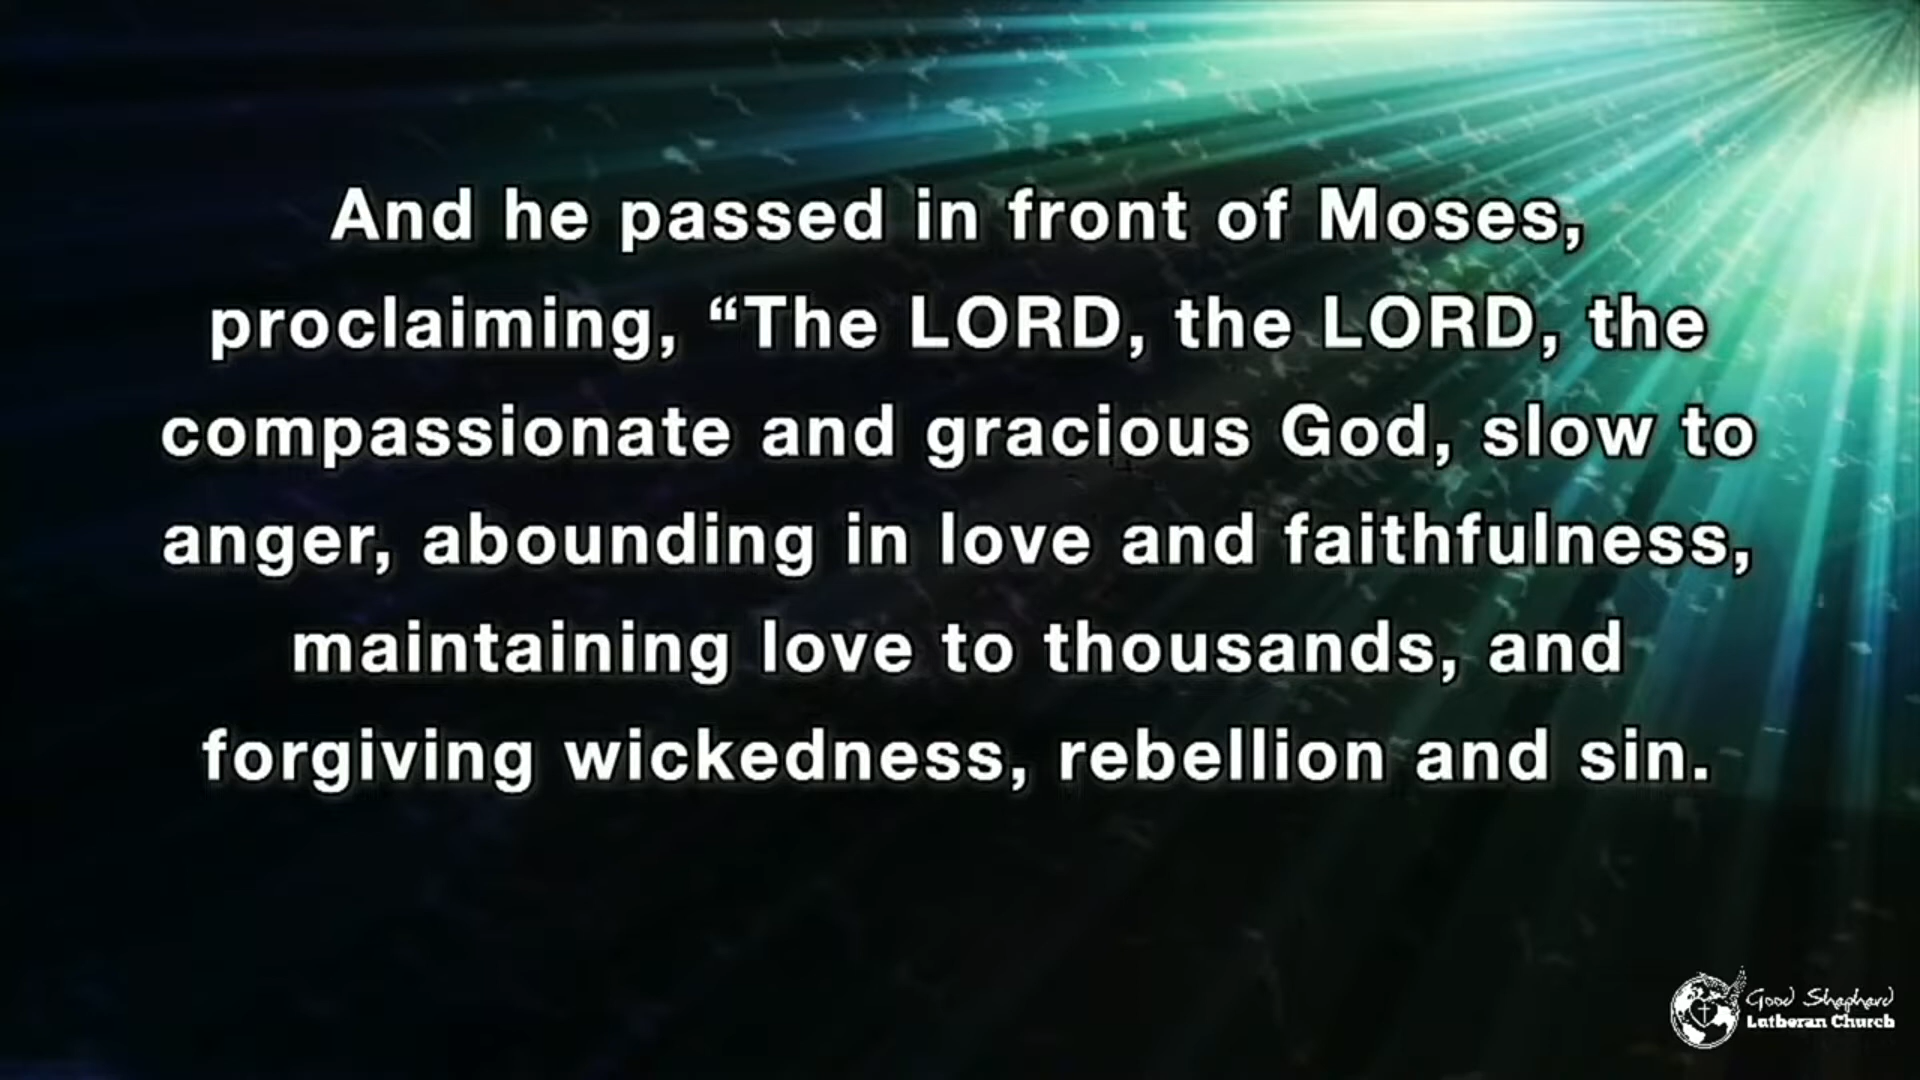 And he passed in front of Moses,
proclaiming, “The LORD, the LORD, the
compassionate and gracious God, slow to
anger, abounding in love and faithfulness,
maintaining love to thousands, and
forgiving wickedness, rebellion and sin.
Good Shepherd
Lutheran Church